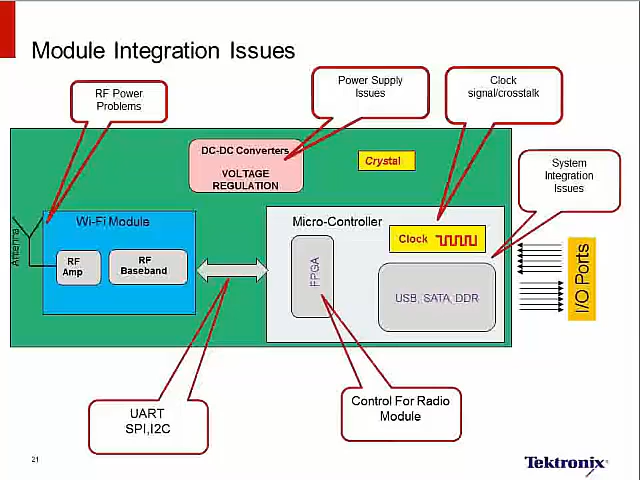 Module Integration Issues
RF Power
Problems
Power Supply
Issues
Clock
signal/crosstalk
System
Integration
Issues
DC-DC Converters
VOLTAGE
REGULATION
Crystal
Antenna
Wi-Fi Module
RF
Amp
RF
Baseband
Micro-Controller
FPGA
Clock
USB, SATA, DDR
I/O Ports
UART
SPI,I2C
Control For Radio
Module
21
Tektronix